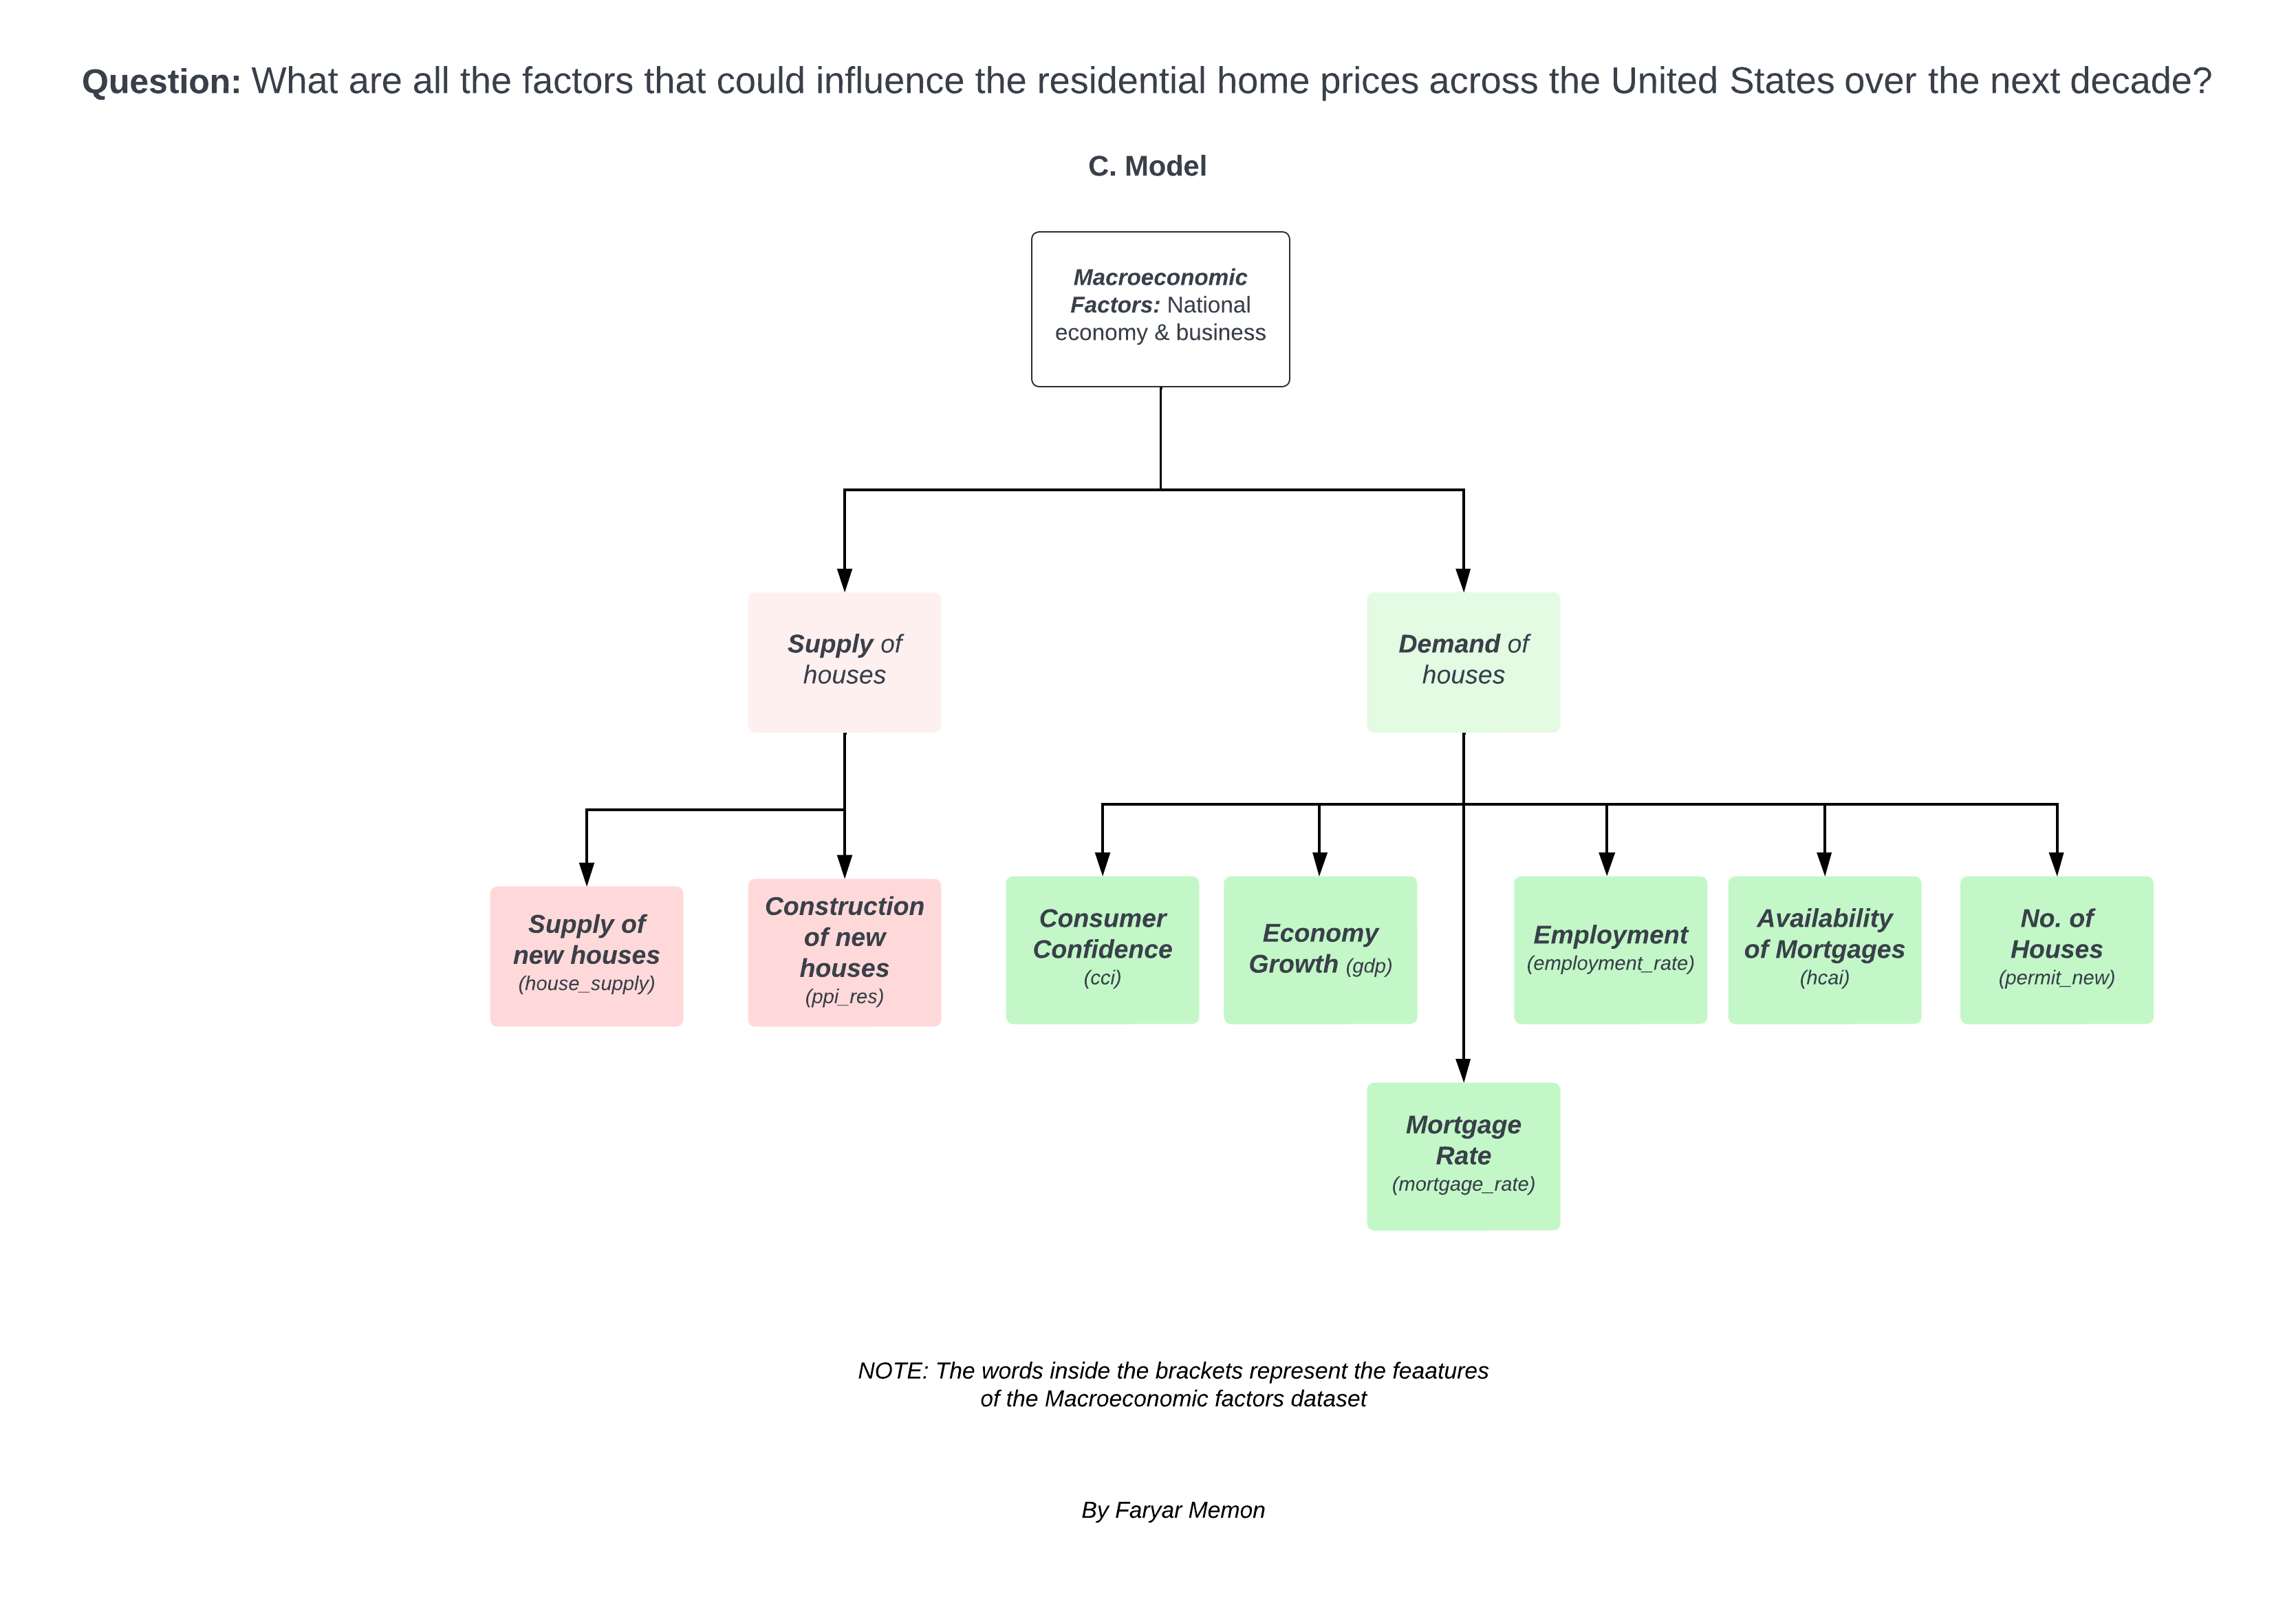 Question: What are all the factors that could influence the residential home prices across the United States over the next decade?
C. Model
Macroeconomic
Factors: National
economy & business
Supply of
houses
Demand of
houses
Supply of
new houses
(house_supply)
Construction
of new
houses
(ppi_res)
Consumer
Confidence
(cci)
Economy
Growth (gdp)
Employment
(employment_rate)
Availability
of Mortgages
(hcai)
No. of
Houses
(permit_new)
Mortgage
Rate
(mortgage_rate)
NOTE: The words inside the brackets represent the feaatures
of the Macroeconomic factors dataset
By Faryar Memon